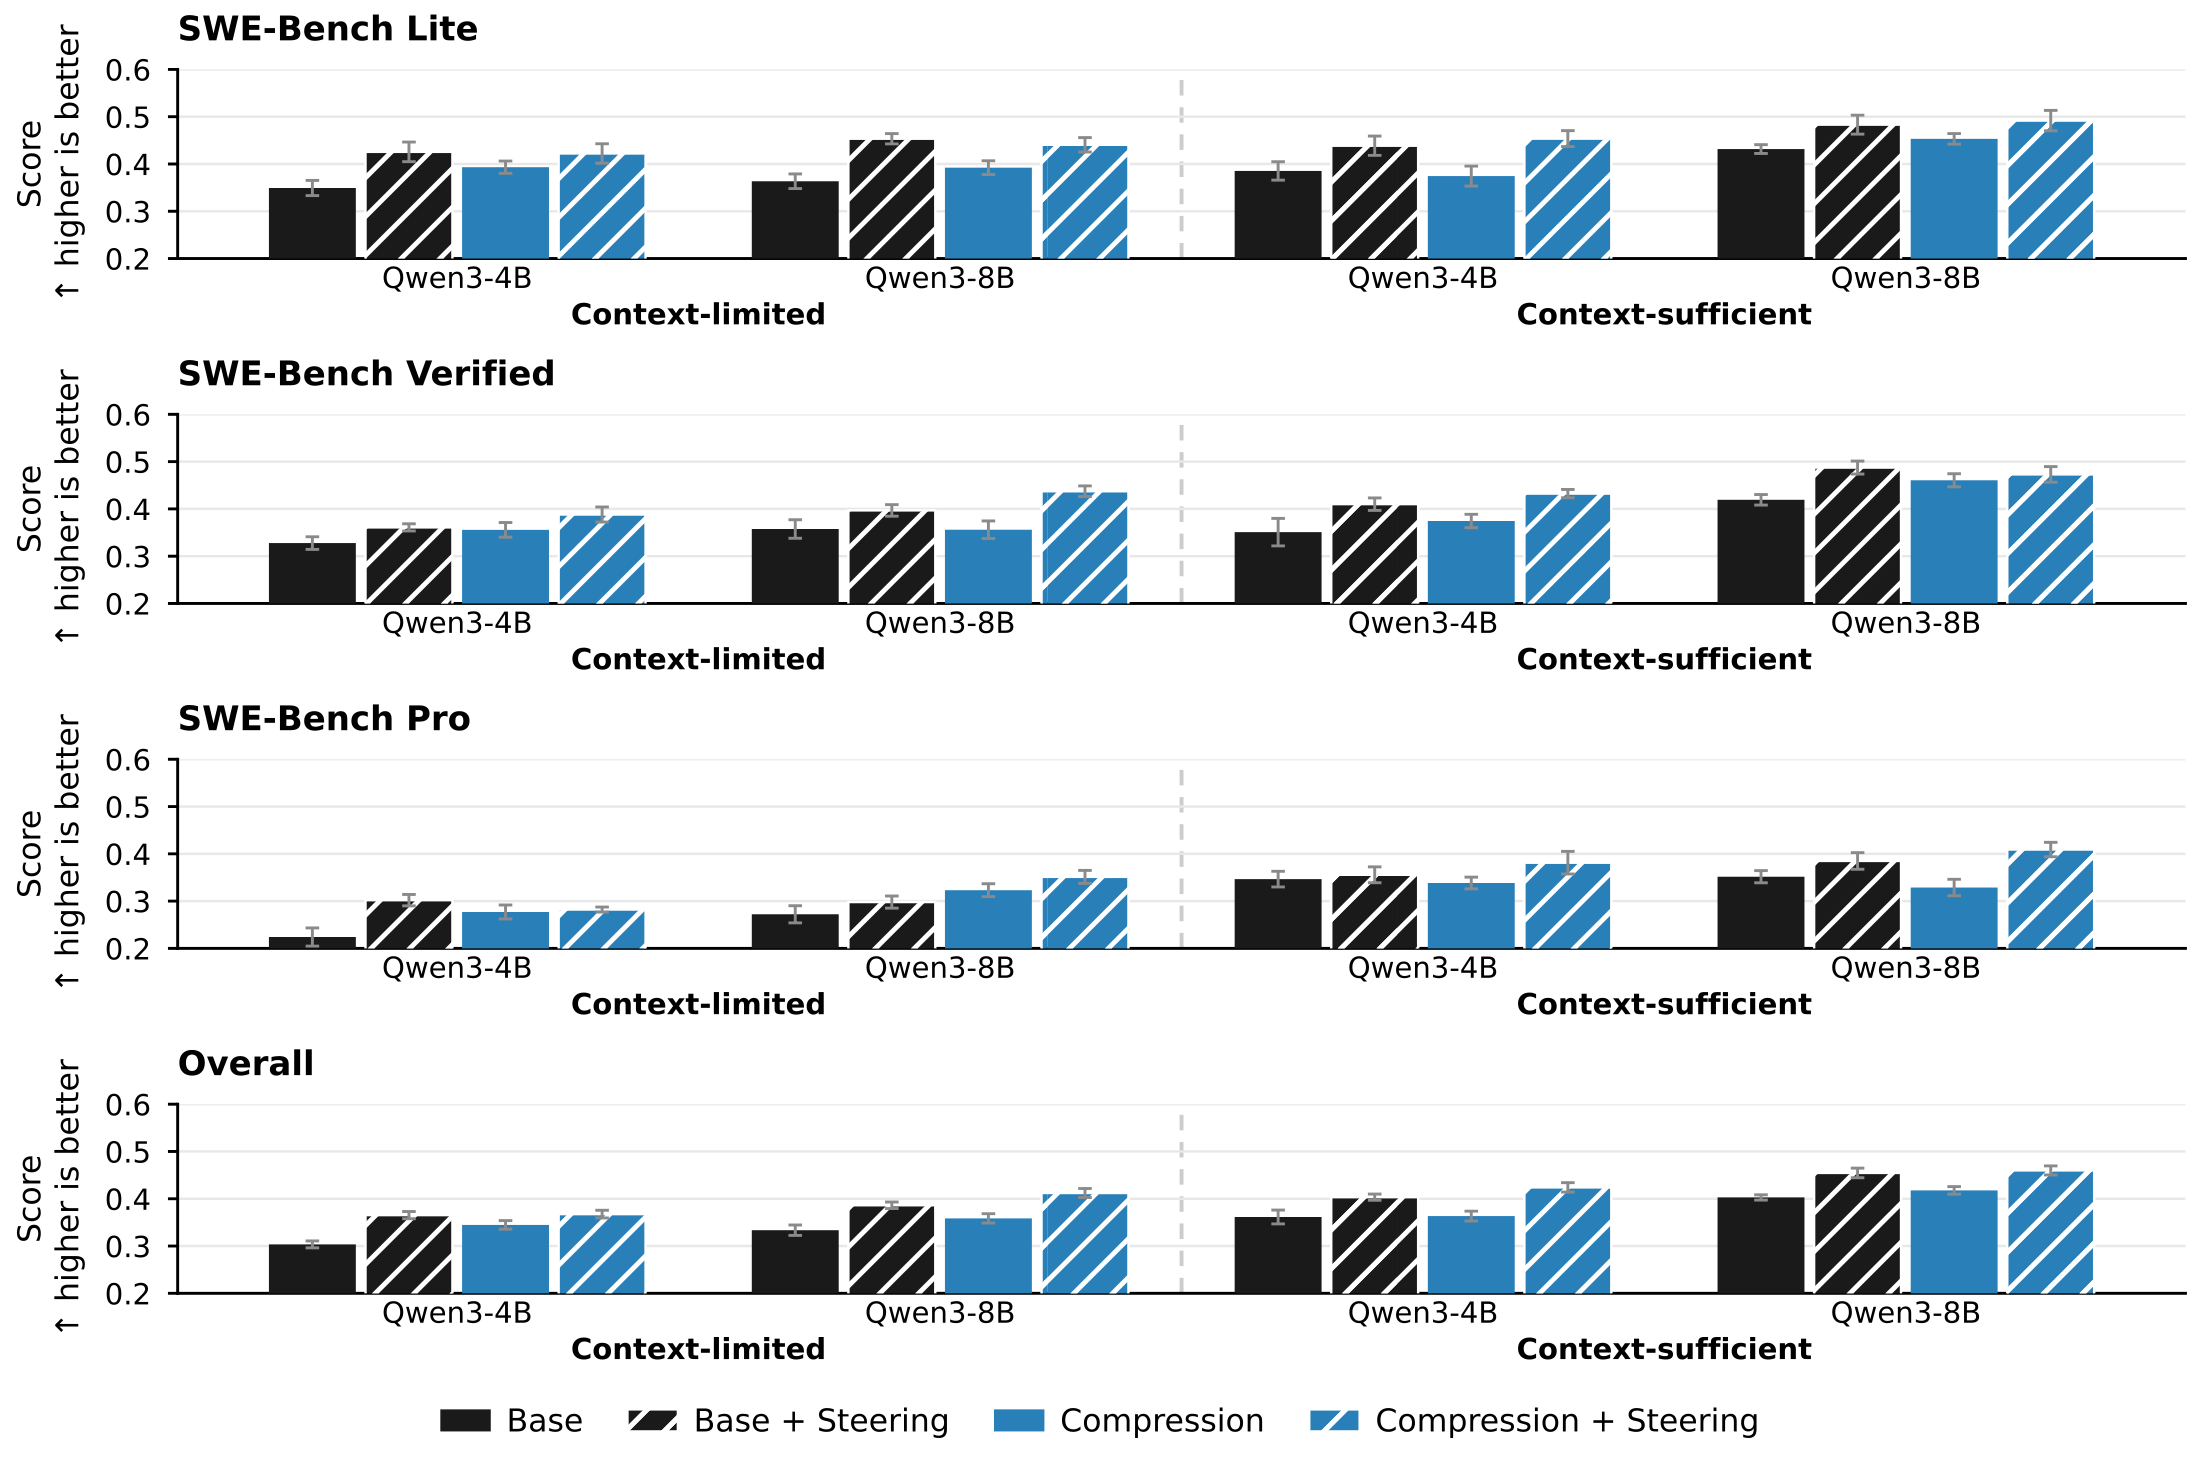 SWE-Bench Lite
Score
↑ higher is better
0.6
0.5
0.4
0.3
0.2
Qwen3-4B
Qwen3-8B
Qwen3-4B
Qwen3-8B
Context-limited
Context-sufficient
SWE-Bench Verified
Score
↑ higher is better
0.6
0.5
0.4
0.3
0.2
Qwen3-4B
Qwen3-8B
Qwen3-4B
Qwen3-8B
Context-limited
Context-sufficient
SWE-Bench Pro
Score
↑ higher is better
0.6
0.5
0.4
0.3
0.2
Qwen3-4B
Qwen3-8B
Qwen3-4B
Qwen3-8B
Context-limited
Context-sufficient
Overall
Score
↑ higher is better
0.6
0.5
0.4
0.3
0.2
Qwen3-4B
Qwen3-8B
Qwen3-4B
Qwen3-8B
Context-limited
Context-sufficient
Base
Base + Steering
Compression
Compression + Steering